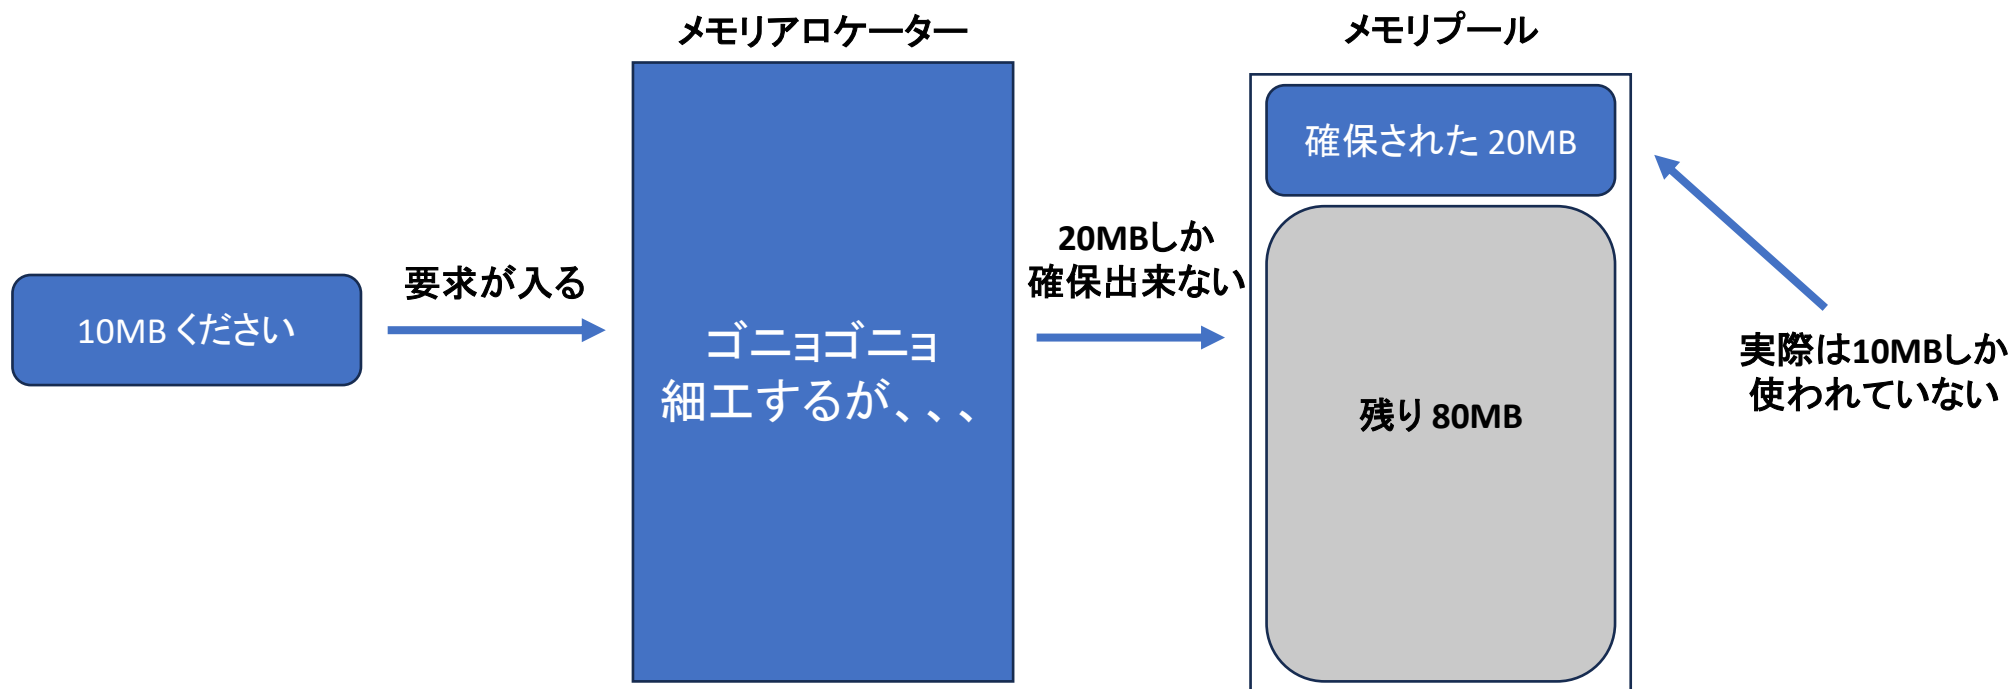 メモリアロケーター
メモリプール
確保された 20MB
20MBしか
確保出来ない
要求が入る
10MB ください
ゴニョゴニョ
細工するが、、、
実際は10MBしか
使われていない
残り 80MB